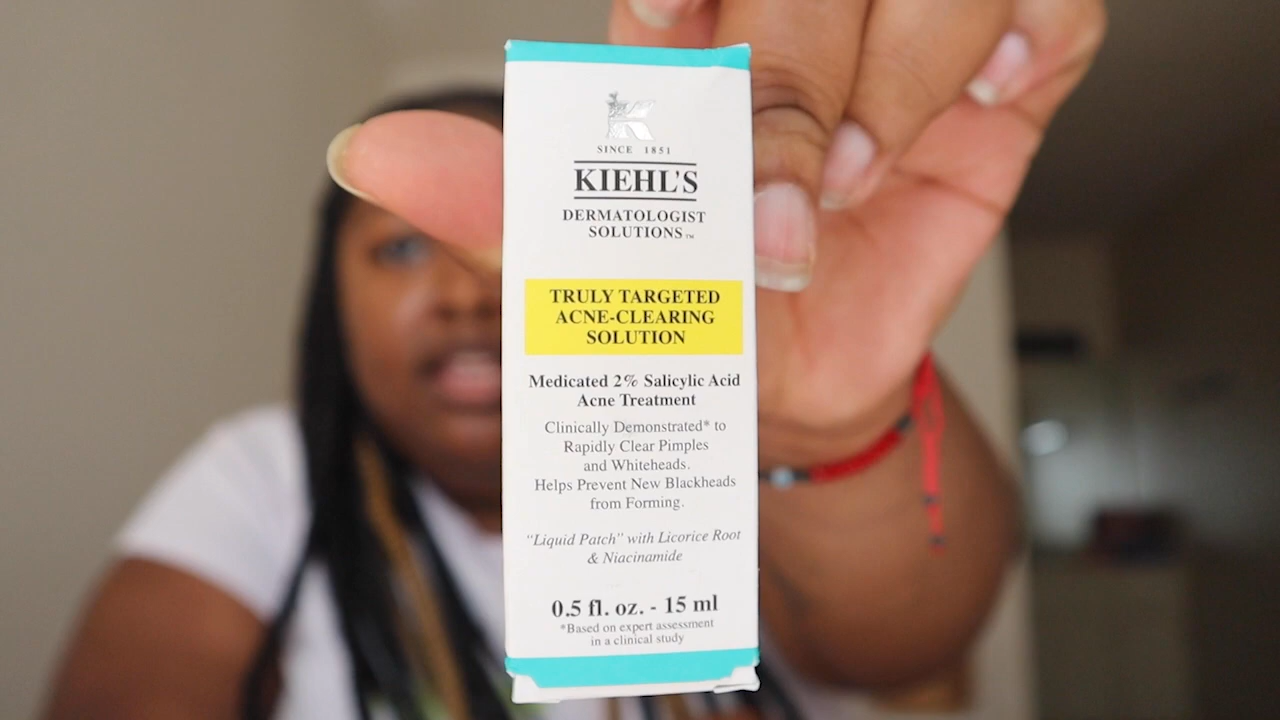 K
SINCE 1851
KIEHL'S
DERMATOLOGIST
SOLUTIONS™
TRULY TARGETED
ACNE-CLEARING
SOLUTION
Medicated 2% Salicylic Acid
Acne Treatment
Clinically Demonstrated* to
Rapidly Clear Pimples
and Whiteheads.
Helps Prevent New Blackheads
from Forming.
"Liquid Patch" with Licorice Root
& Niacinamide
0.5 fl. oz. - 15 ml
*Based on expert assessment
in a clinical study